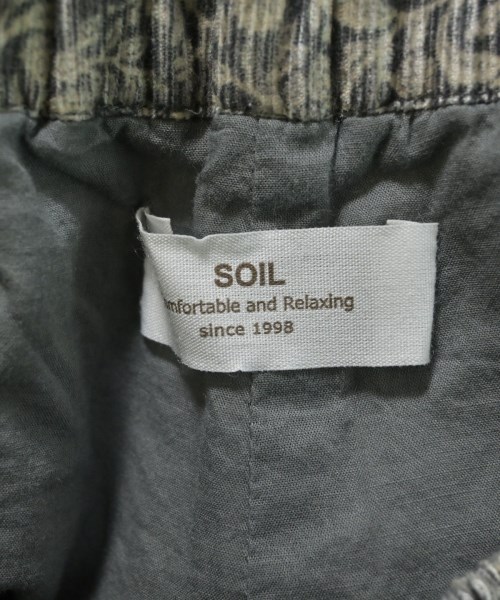 SOIL
mfortable and Relaxing
since 1998